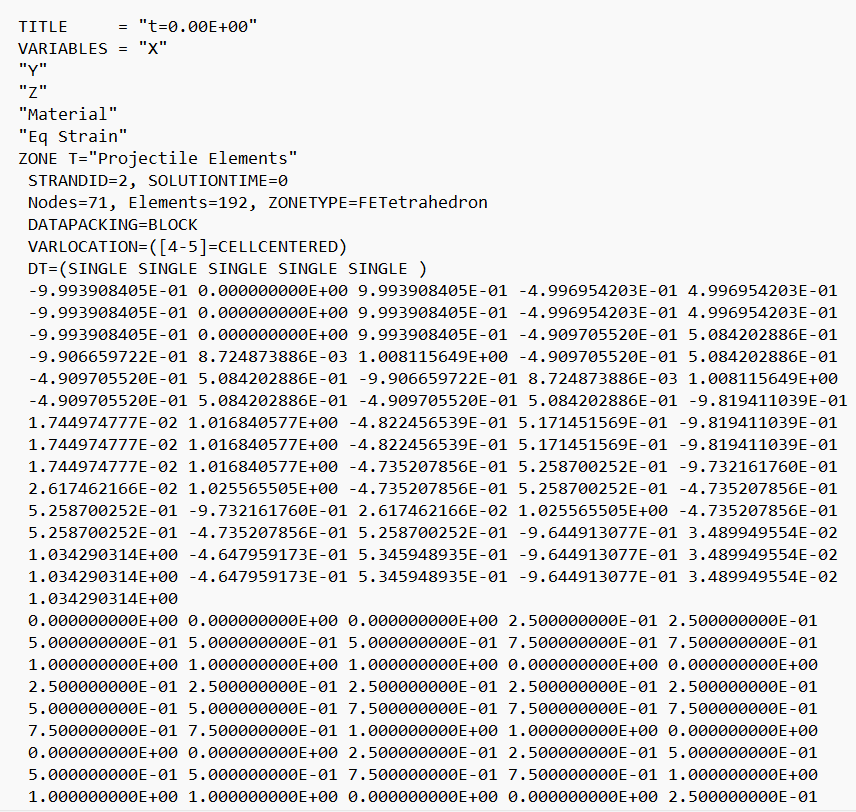 TITLE     = "t=0.00E+00"
VARIABLES = "X"
"Y"
"Z"
"Material"
"Eq Strain"
ZONE T="Projectile Elements"
 STRANDID=2, SOLUTIONTIME=0
 Nodes=71, Elements=192, ZONETYPE=FETetrahedron
 DATAPACKING=BLOCK
 VARLOCATION=([4-5]=CELLCENTERED)
 DT=(SINGLE SINGLE SINGLE SINGLE SINGLE )
 -9.993908405E-01 0.000000000E+00 9.993908405E-01 -4.996954203E-01 4.996954203E-01
 -9.993908405E-01 0.000000000E+00 9.993908405E-01 -4.996954203E-01 4.996954203E-01
 -9.993908405E-01 0.000000000E+00 9.993908405E-01 -4.909705520E-01 5.084202886E-01
 -9.906659722E-01 8.724873886E-03 1.008115649E+00 -4.909705520E-01 5.084202886E-01
 -4.909705520E-01 5.084202886E-01 -9.906659722E-01 8.724873886E-03 1.008115649E+00
 -4.909705520E-01 5.084202886E-01 -4.909705520E-01 5.084202886E-01 -9.819411039E-01
 1.744974777E-02 1.016840577E+00 -4.822456539E-01 5.171451569E-01 -9.819411039E-01
 1.744974777E-02 1.016840577E+00 -4.822456539E-01 5.171451569E-01 -9.819411039E-01
 1.744974777E-02 1.016840577E+00 -4.735207856E-01 5.258700252E-01 -9.732161760E-01
 2.617462166E-02 1.025565505E+00 -4.735207856E-01 5.258700252E-01 -4.735207856E-01
 5.258700252E-01 -9.732161760E-01 2.617462166E-02 1.025565505E+00 -4.735207856E-01
 5.258700252E-01 -4.735207856E-01 5.258700252E-01 -9.644913077E-01 3.489949554E-02
 1.034290314E+00 -4.647959173E-01 5.345948935E-01 -9.644913077E-01 3.489949554E-02
 1.034290314E+00 -4.647959173E-01 5.345948935E-01 -9.644913077E-01 3.489949554E-02
 1.034290314E+00
 0.000000000E+00 0.000000000E+00 0.000000000E+00 2.500000000E-01 2.500000000E-01
 5.000000000E-01 5.000000000E-01 5.000000000E-01 7.500000000E-01 7.500000000E-01
 1.000000000E+00 1.000000000E+00 1.000000000E+00 0.000000000E+00 0.000000000E+00
 2.500000000E-01 2.500000000E-01 2.500000000E-01 2.500000000E-01 2.500000000E-01
 5.000000000E-01 5.000000000E-01 7.500000000E-01 7.500000000E-01 7.500000000E-01
 7.500000000E-01 7.500000000E-01 1.000000000E+00 1.000000000E+00 0.000000000E+00
 0.000000000E+00 0.000000000E+00 2.500000000E-01 2.500000000E-01 5.000000000E-01
 5.000000000E-01 5.000000000E-01 7.500000000E-01 7.500000000E-01 1.000000000E+00
 1.000000000E+00 1.000000000E+00 0.000000000E+00 0.000000000E+00 2.500000000E-01